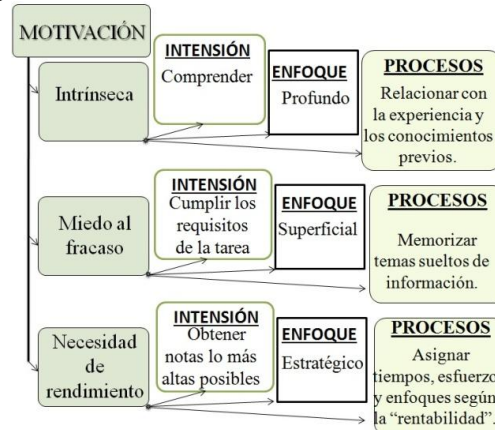 MOTIVACIÓN
Intrínseca
INTENSIÓN
Comprender
ENFOQUE
Profundo
PROCESOS
Relacionar con
la experiencia y
los conocimientos
previos.
Miedo al
fracaso
INTENSIÓN
Cumplir los
requisitos
de la tarea
ENFOQUE
Superficial
PROCESOS
Memorizar
temas sueltos de
información.
Necesidad
de
rendimiento
INTENSIÓN
Obtener
notas lo más
altas posibles
ENFOQUE
Estratégico
PROCESOS
Asignar
tiempos, esfuerzo
y enfoques según
la “rentabilidad”.